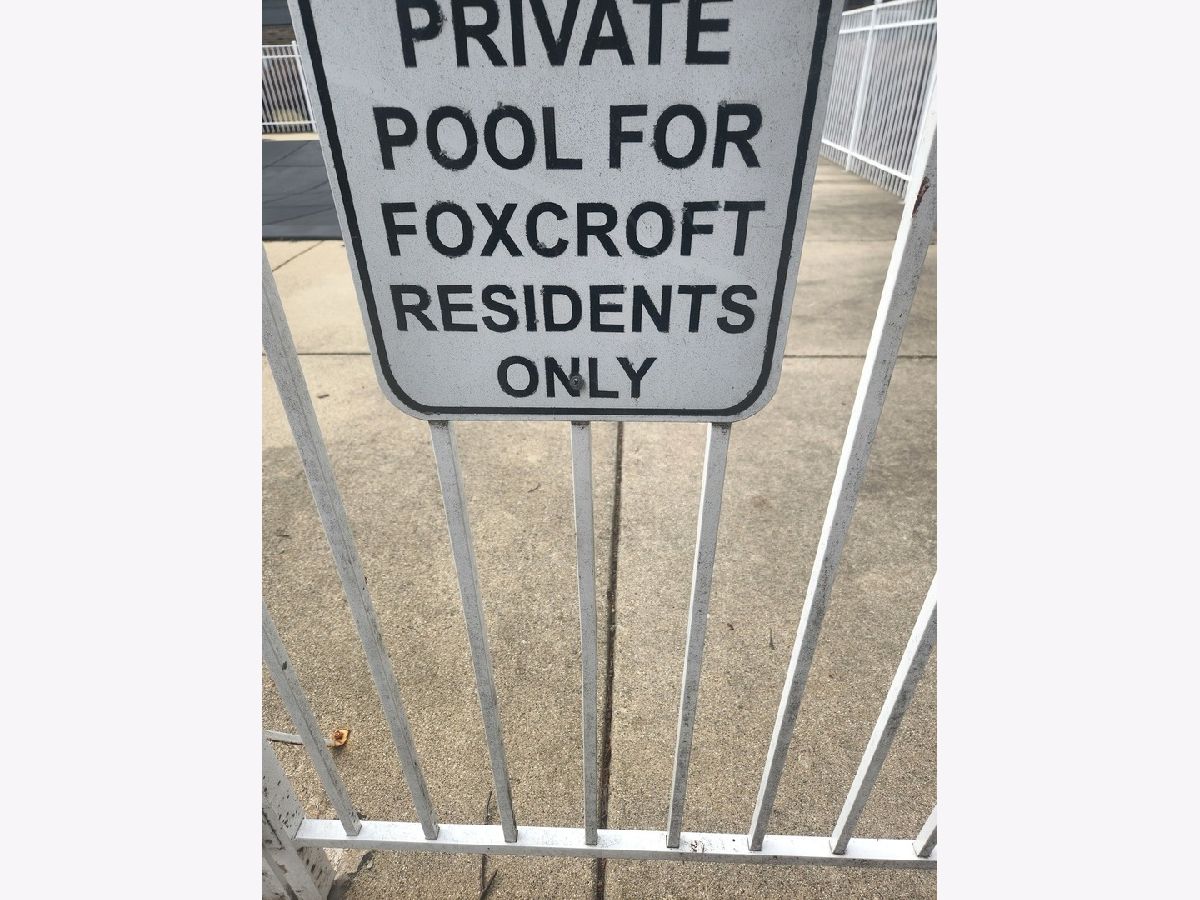 PRIVATE
POOL FOR
FOXCROFT
RESIDENTS
ONLY